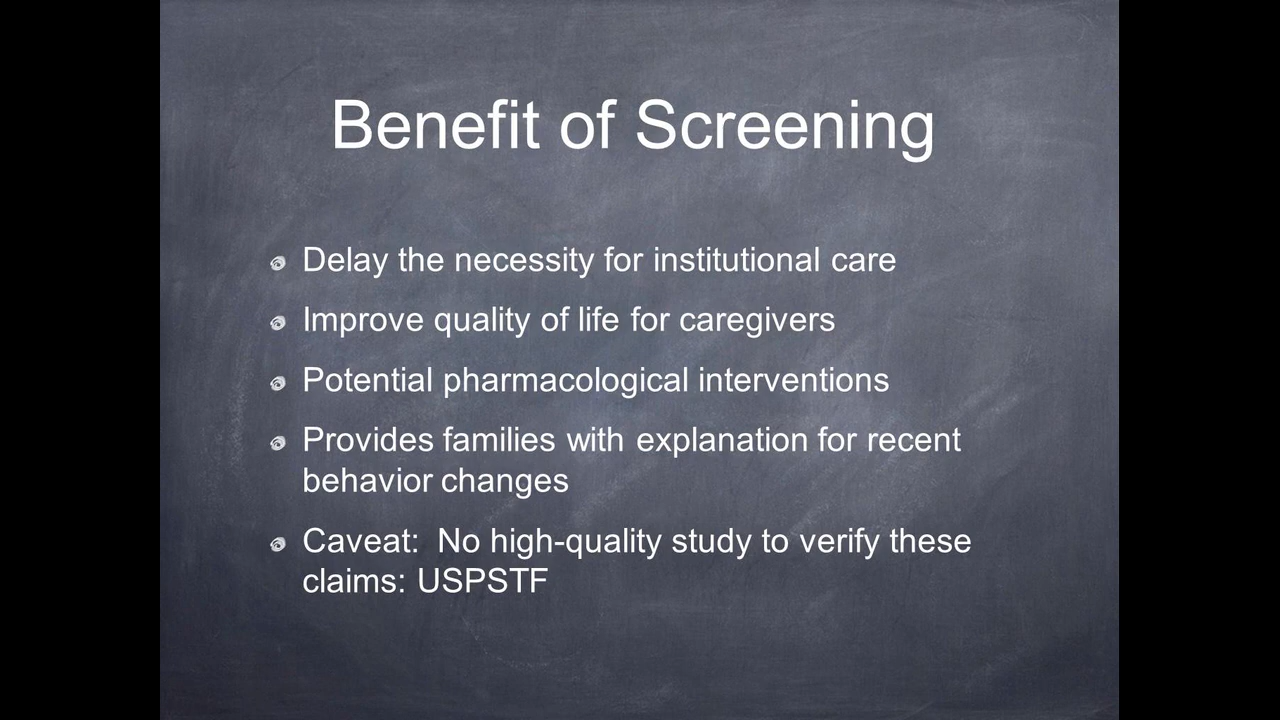 Benefit of Screening
Delay the necessity for institutional care
Improve quality of life for caregivers
Potential pharmacological interventions
Provides families with explanation for recent
behavior changes
Caveat:  No high-quality study to verify these
claims: USPSTF